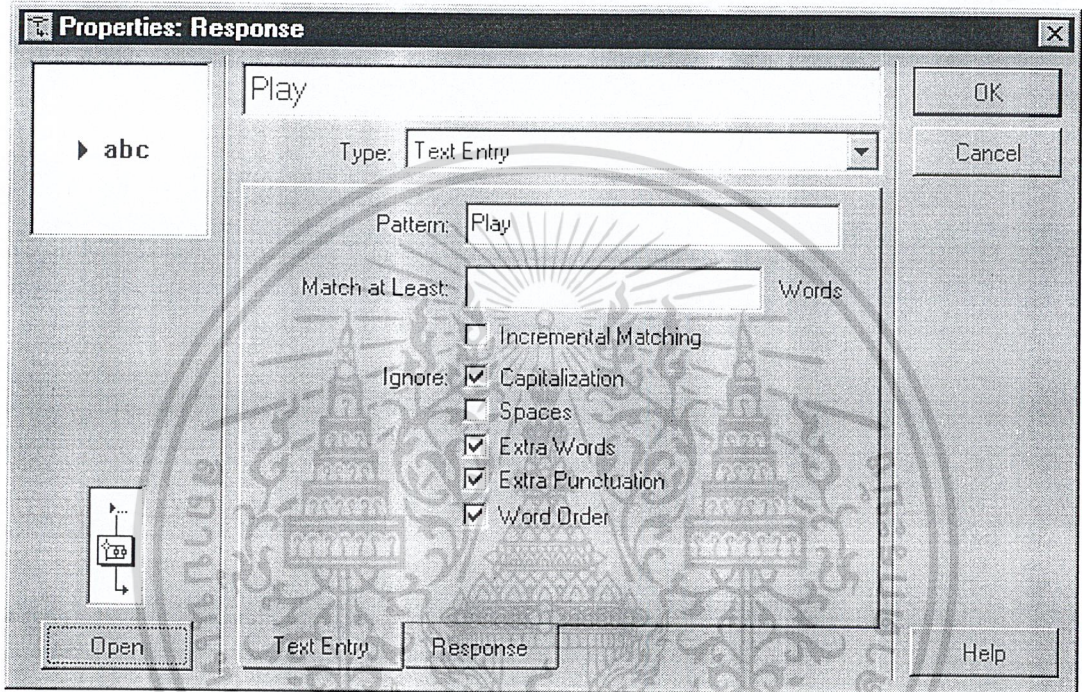 Properties: Response
Play
OK
abc
Type: Text Entry
Cancel
Pattern: Play
Match at Least: Words
Incremental Matching
Ignore: Capitalization
Spaces
Extra Words
Extra Punctuation
Word Order
Open
Text Entry Response
Help